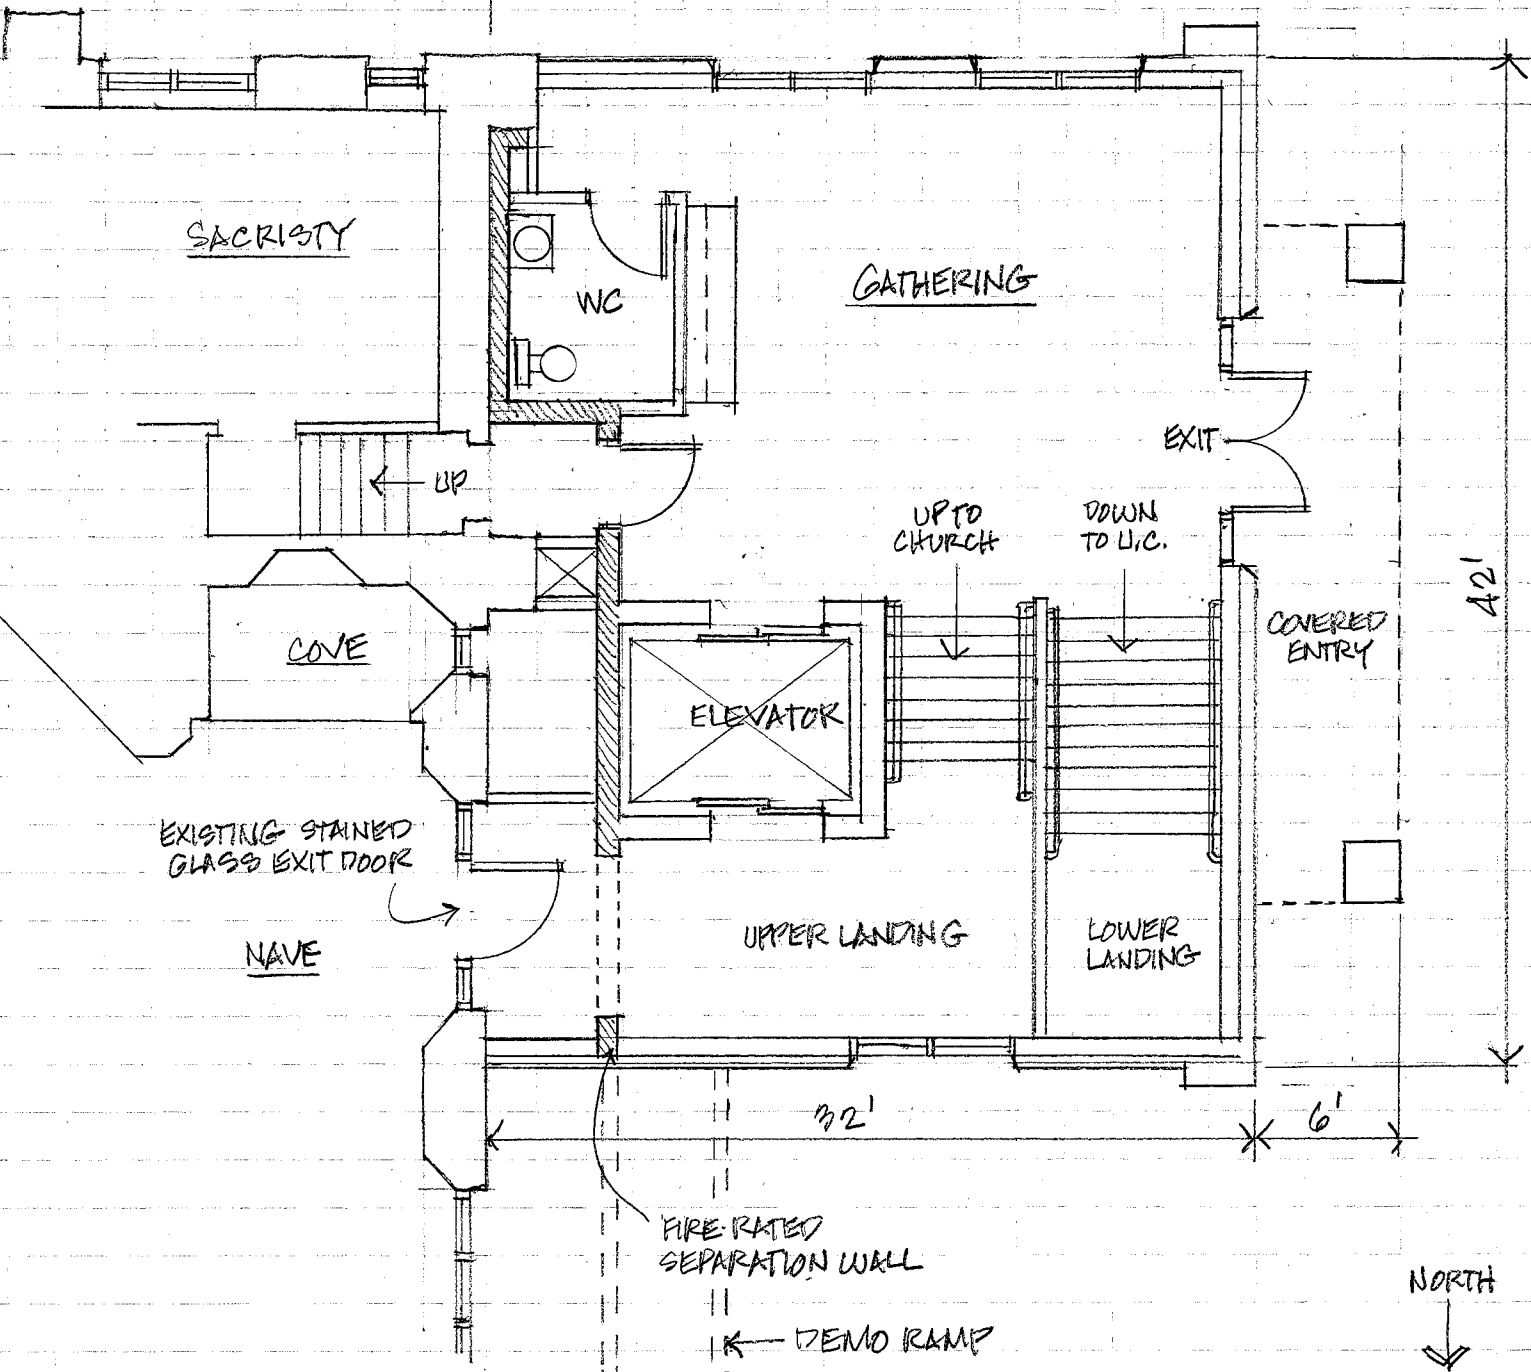 SACRISTY
WC
GATHERING
EXIT
UP
UP TO
CHURCH
DOWN
TO U.C.
42'
COVERED
ENTRY
COVE
ELEVATOR
EXISTING STAINED
GLASS EXIT DOOR
NAVE
UPPER LANDING
LOWER
LANDING
32'
6'
FIRE-RATED
SEPARATION WALL
NORTH
DEMO RAMP